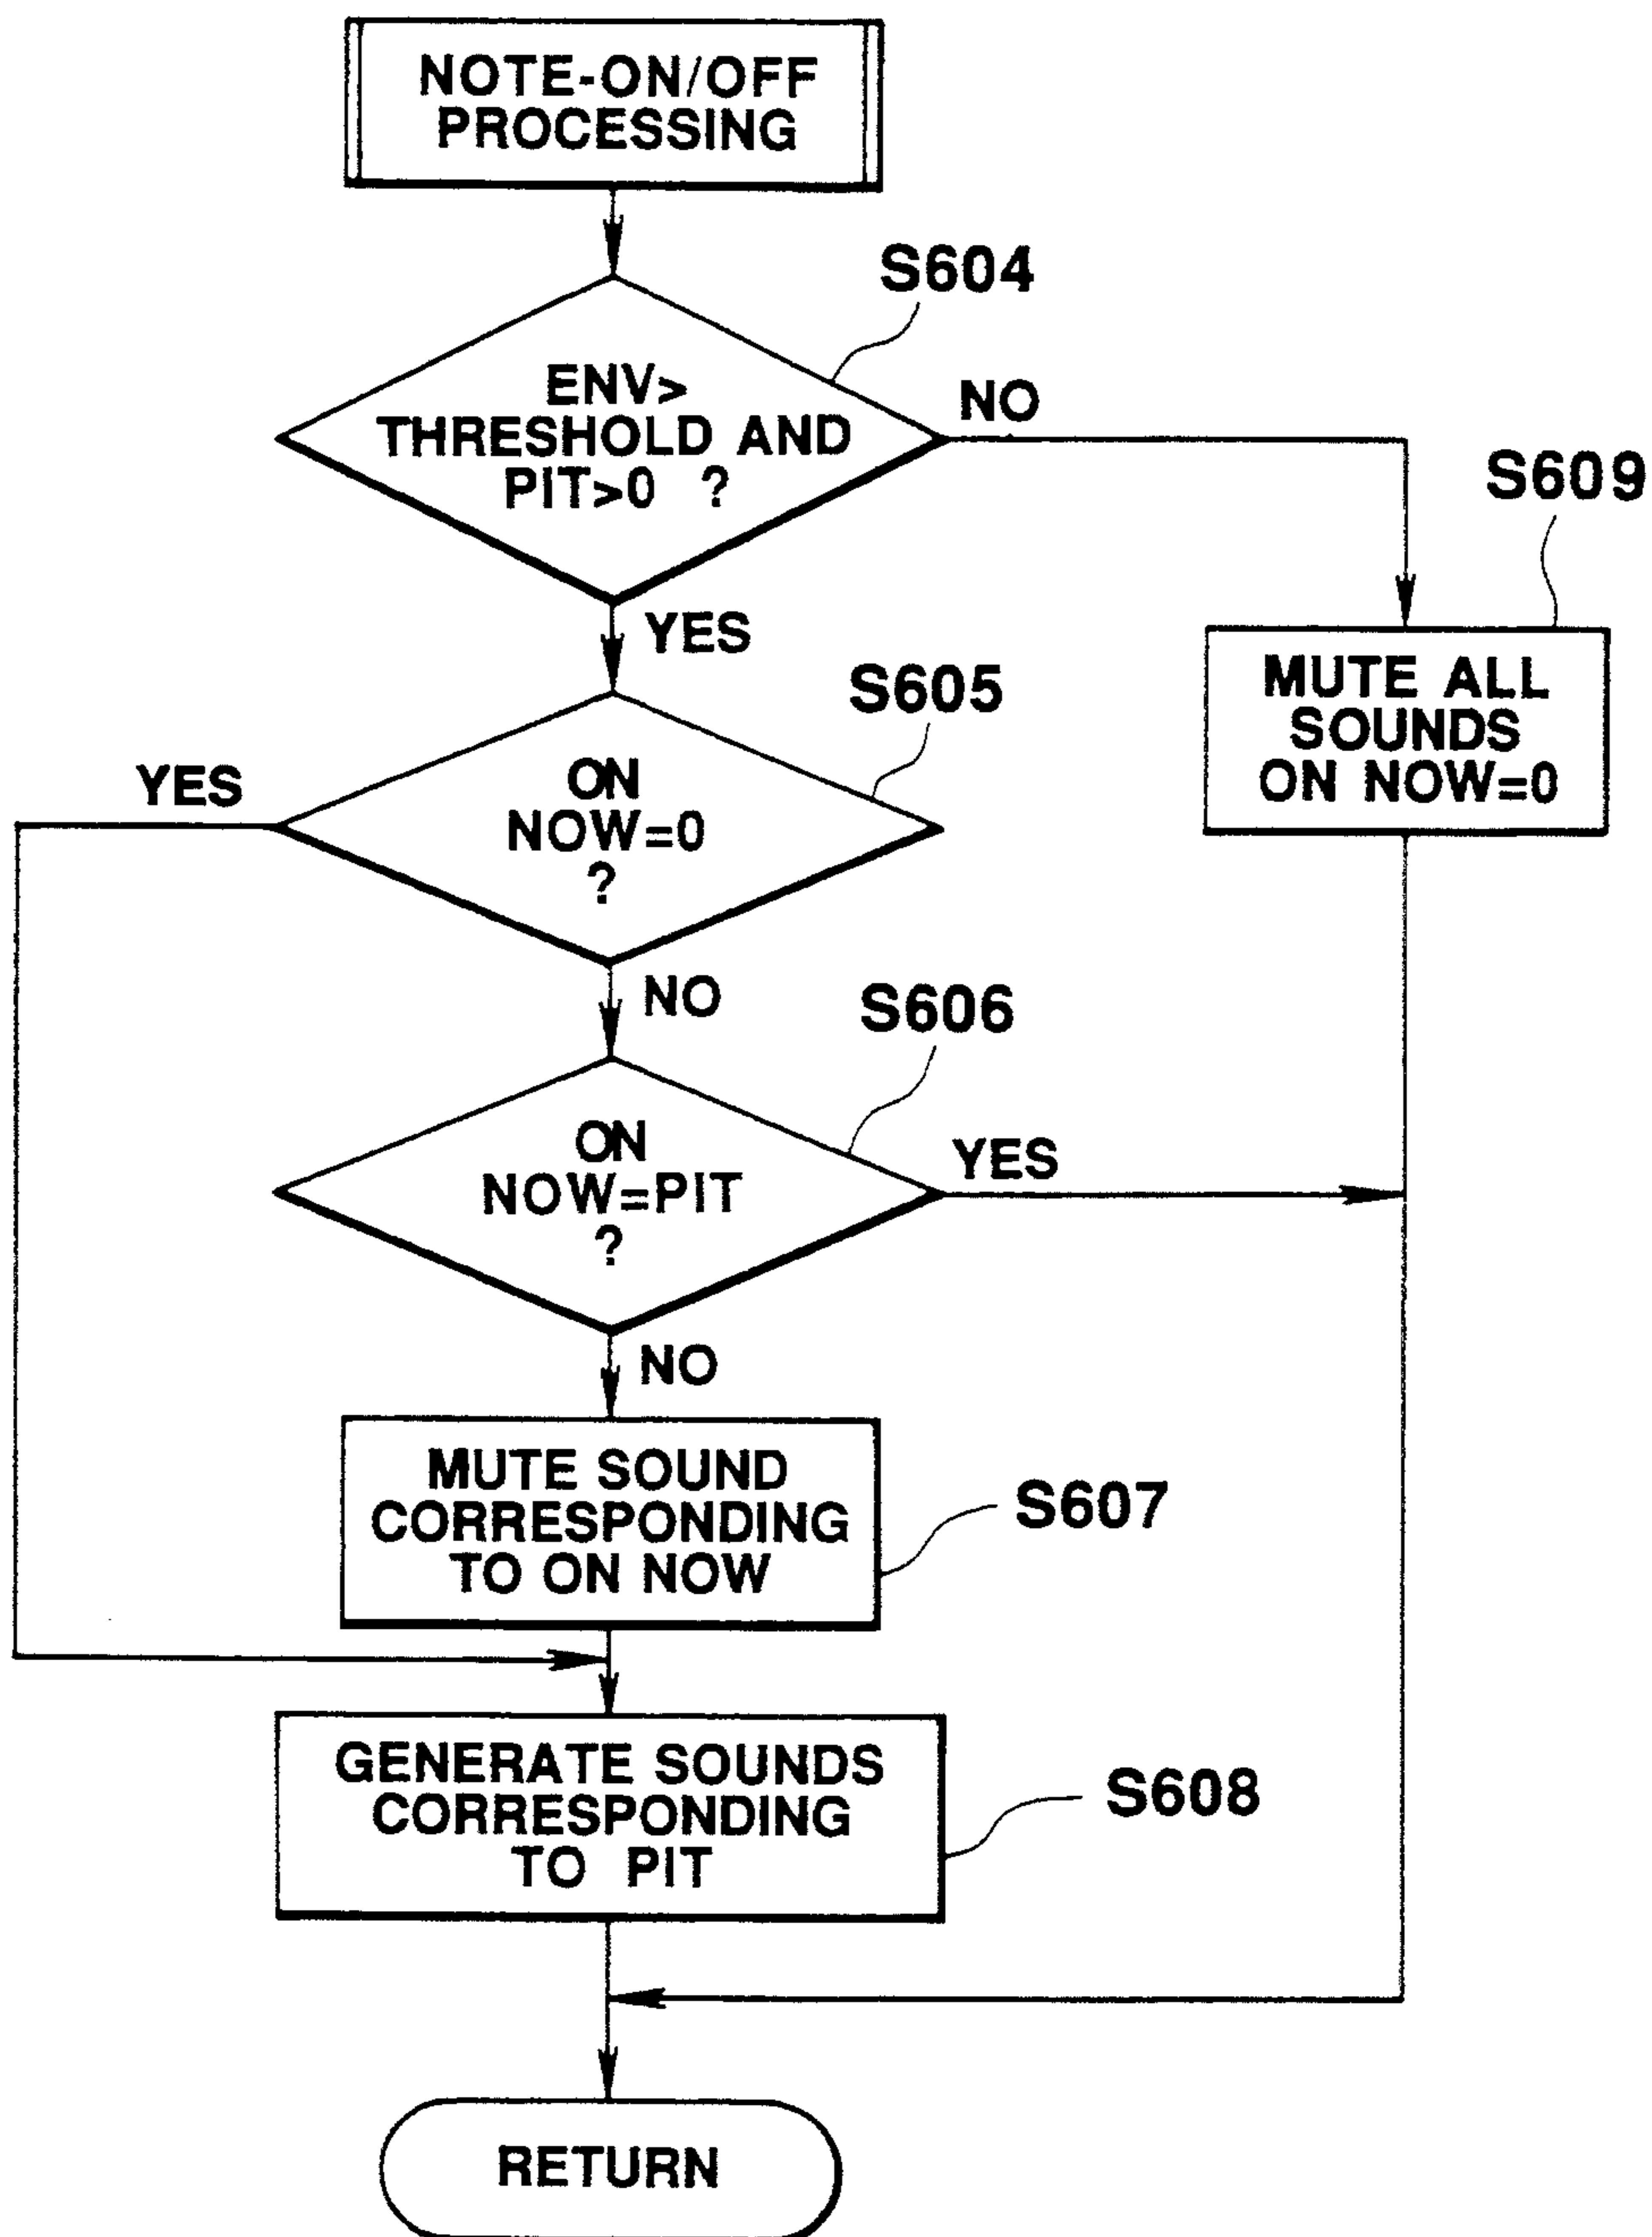 NOTE-ON/OFF
PROCESSING
S604
ENV>
THRESHOLD AND
PIT>0 ?
NO
S609
YES
MUTE ALL
SOUNDS
ON NOW=0
S605
YES
ON
NOW=0
?
NO
S606
ON
NOW=PIT
?
YES
NO
MUTE SOUND
CORRESPONDING
TO ON NOW
S607
GENERATE SOUNDS
CORRESPONDING
TO PIT
S608
RETURN